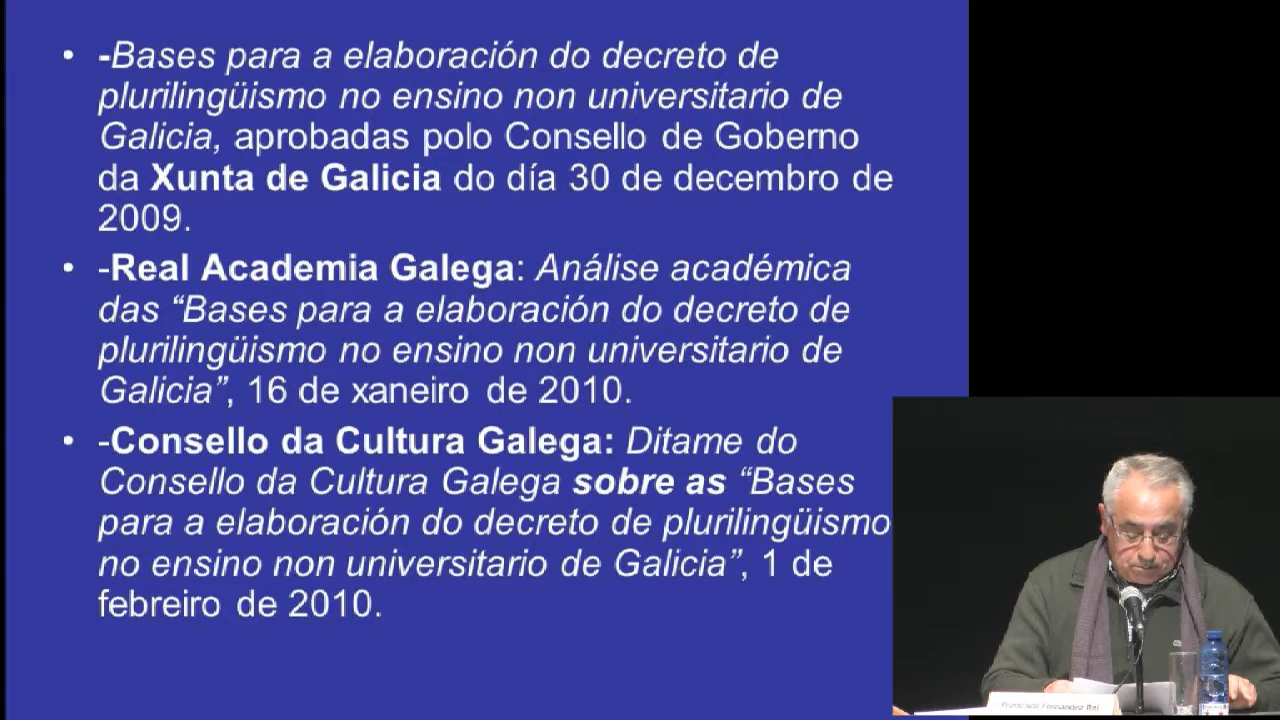 • -Bases para a elaboración do decreto de
plurilingüismo no ensino non universitario de
Galicia, aprobadas polo Consello de Goberno
da Xunta de Galicia do día 30 de decembro de
2009.
• -Real Academia Galega: Análise académica
das “Bases para a elaboración do decreto de
plurilingüismo no ensino non universitario de
Galicia”, 16 de xaneiro de 2010.
• -Consello da Cultura Galega: Ditame do
Consello da Cultura Galega sobre as “Bases
para a elaboración do decreto de plurilingüismo
no ensino non universitario de Galicia”, 1 de
febreiro de 2010.
Francisco Fernández Rei